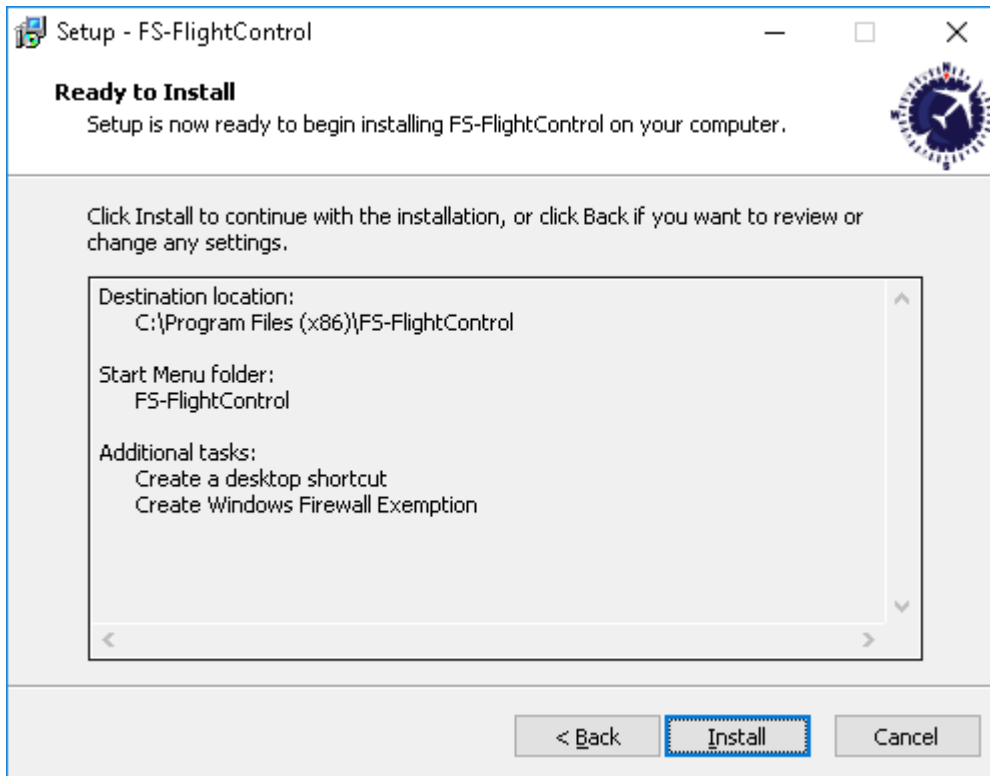 Setup - FS-FlightControl
Ready to Install
Setup is now ready to begin installing FS-FlightControl on your computer.
N
W
S
Click Install to continue with the installation, or click Back if you want to review or
change any settings.
Destination location:
C:\Program Files (x86)\FS-FlightControl
Start Menu folder:
FS-FlightControl
Additional tasks:
Create a desktop shortcut
Create Windows Firewall Exemption
< Back
Install
Cancel